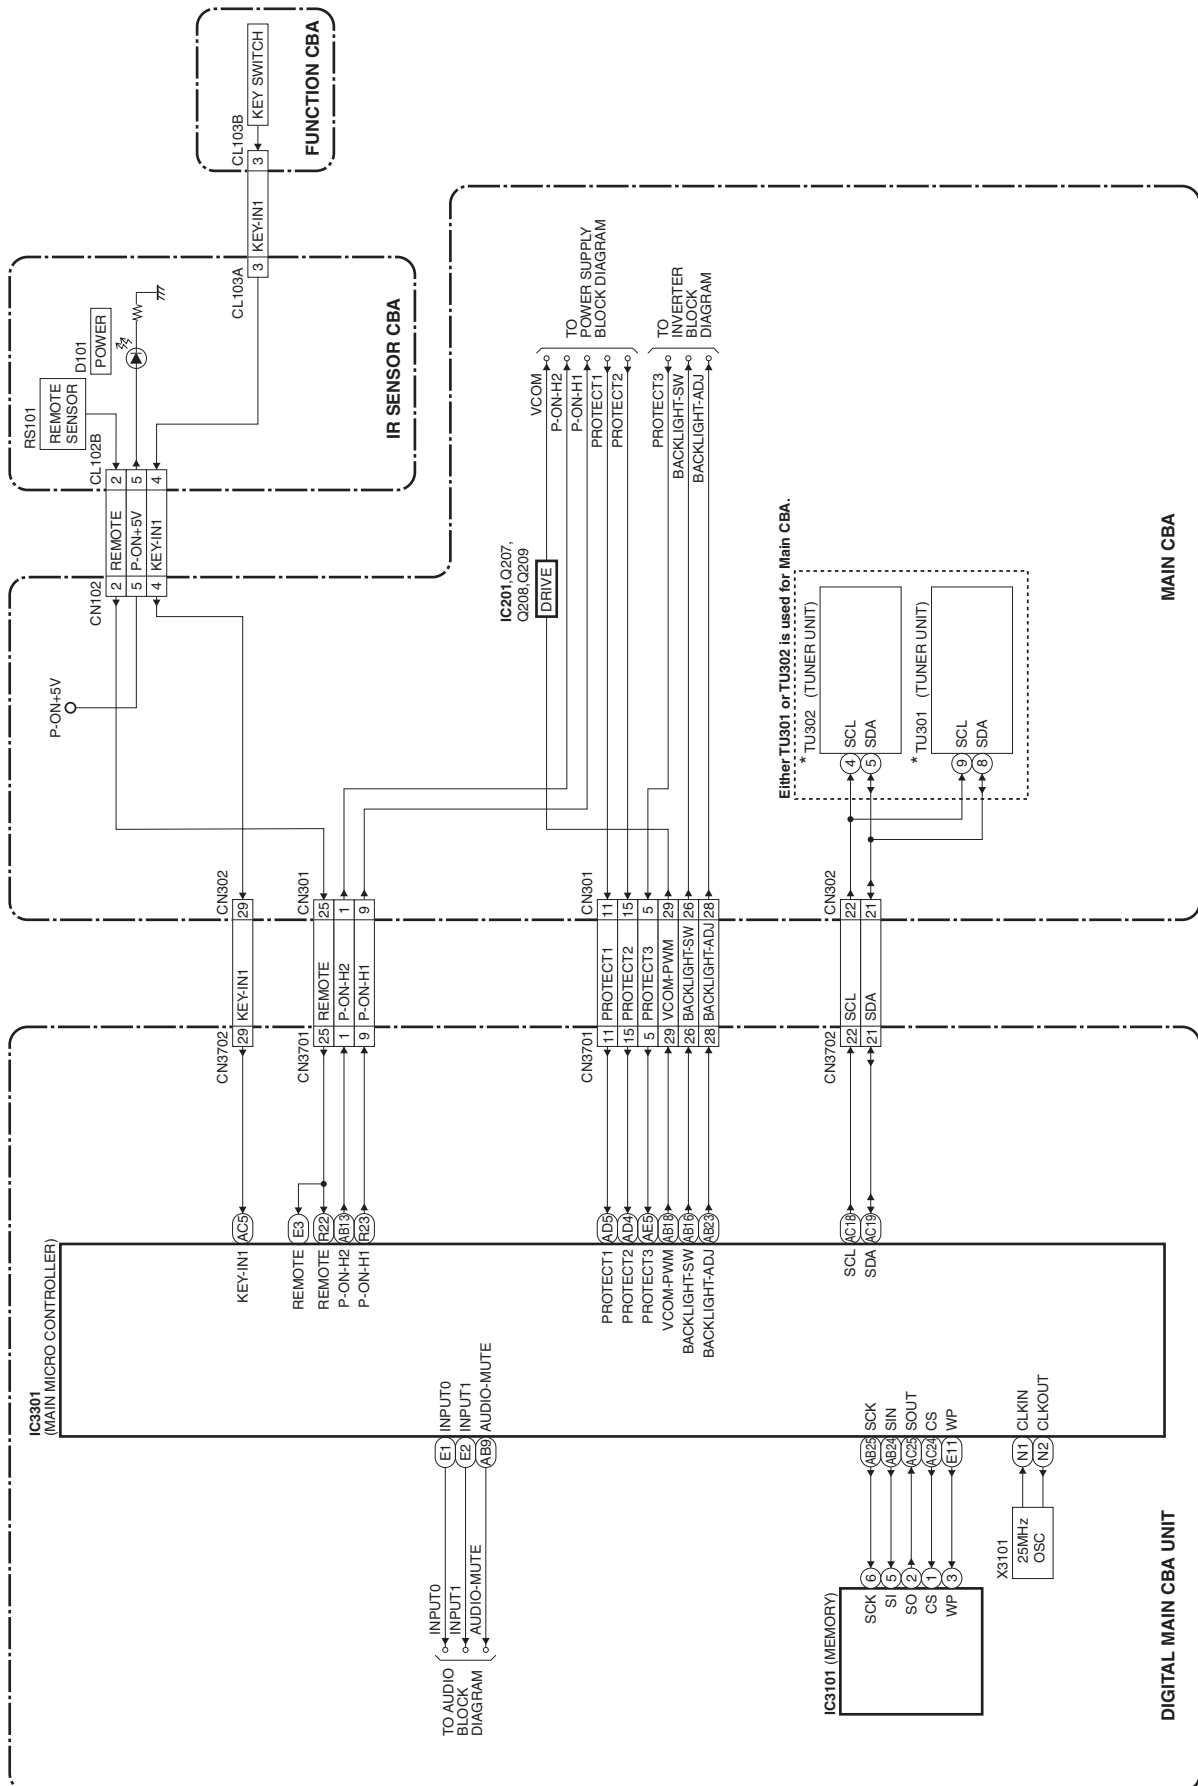 KEY SWITCH
FUNCTION CBA
CL103B
3
KEY-IN1
3
CL103A
RS101
REMOTE
SENSOR
D101
POWER
IR SENSOR CBA
CL102B
2
5
4
REMOTE
P-ON+5V
KEY-IN1
CN102
2
5
4
P-ON+5V
VCOM
P-ON-H2
P-ON-H1
PROTECT1
PROTECT2
TO
POWER SUPPLY
BLOCK DIAGRAM
PROTECT3
BACKLIGHT-SW
BACKLIGHT-ADJ
TO
INVERTER
BLOCK
DIAGRAM
IC201,Q207,
Q208,Q209
DRIVE
Either TU301 or TU302 is used for Main CBA.
* TU302 (TUNER UNIT)
4 SCL
5 SDA
* TU301 (TUNER UNIT)
9 SCL
8 SDA
MAIN CBA
CN302
29
KEY-IN1
29
CN3702
CN301
25
1
9
REMOTE
P-ON-H2
P-ON-H1
CN3701
25
1
9
CN301
11
15
5
29
26
28
PROTECT1
PROTECT2
PROTECT3
VCOM-PWM
BACKLIGHT-SW
BACKLIGHT-ADJ
CN3701
11
15
5
29
26
28
CN302
22
21
SCL
SDA
CN3702
22
21
IC3301
(MAIN MICRO CONTROLLER)
AC5
KEY-IN1
E3
REMOTE
R22
REMOTE
AB13
P-ON-H2
R23
P-ON-H1
AD5
PROTECT1
AD4
PROTECT2
AE5
PROTECT3
AB18
VCOM-PWM
AB16
BACKLIGHT-SW
AB23
BACKLIGHT-ADJ
AC18
SCL
AC19
SDA
E1 INPUT0
E2 INPUT1
AB9 AUDIO-MUTE
INPUT0
INPUT1
AUDIO-MUTE
TO AUDIO
BLOCK
DIAGRAM
AB25 SCK
AB24 SIN
AC25 SOUT
AC24 CS
E11 WP
N1 CLKIN
N2 CLKOUT
X3101
25MHz
OSC
IC3101 (MEMORY)
SCK 6
SI 5
SO 2
CS 1
WP 3
DIGITAL MAIN CBA UNIT